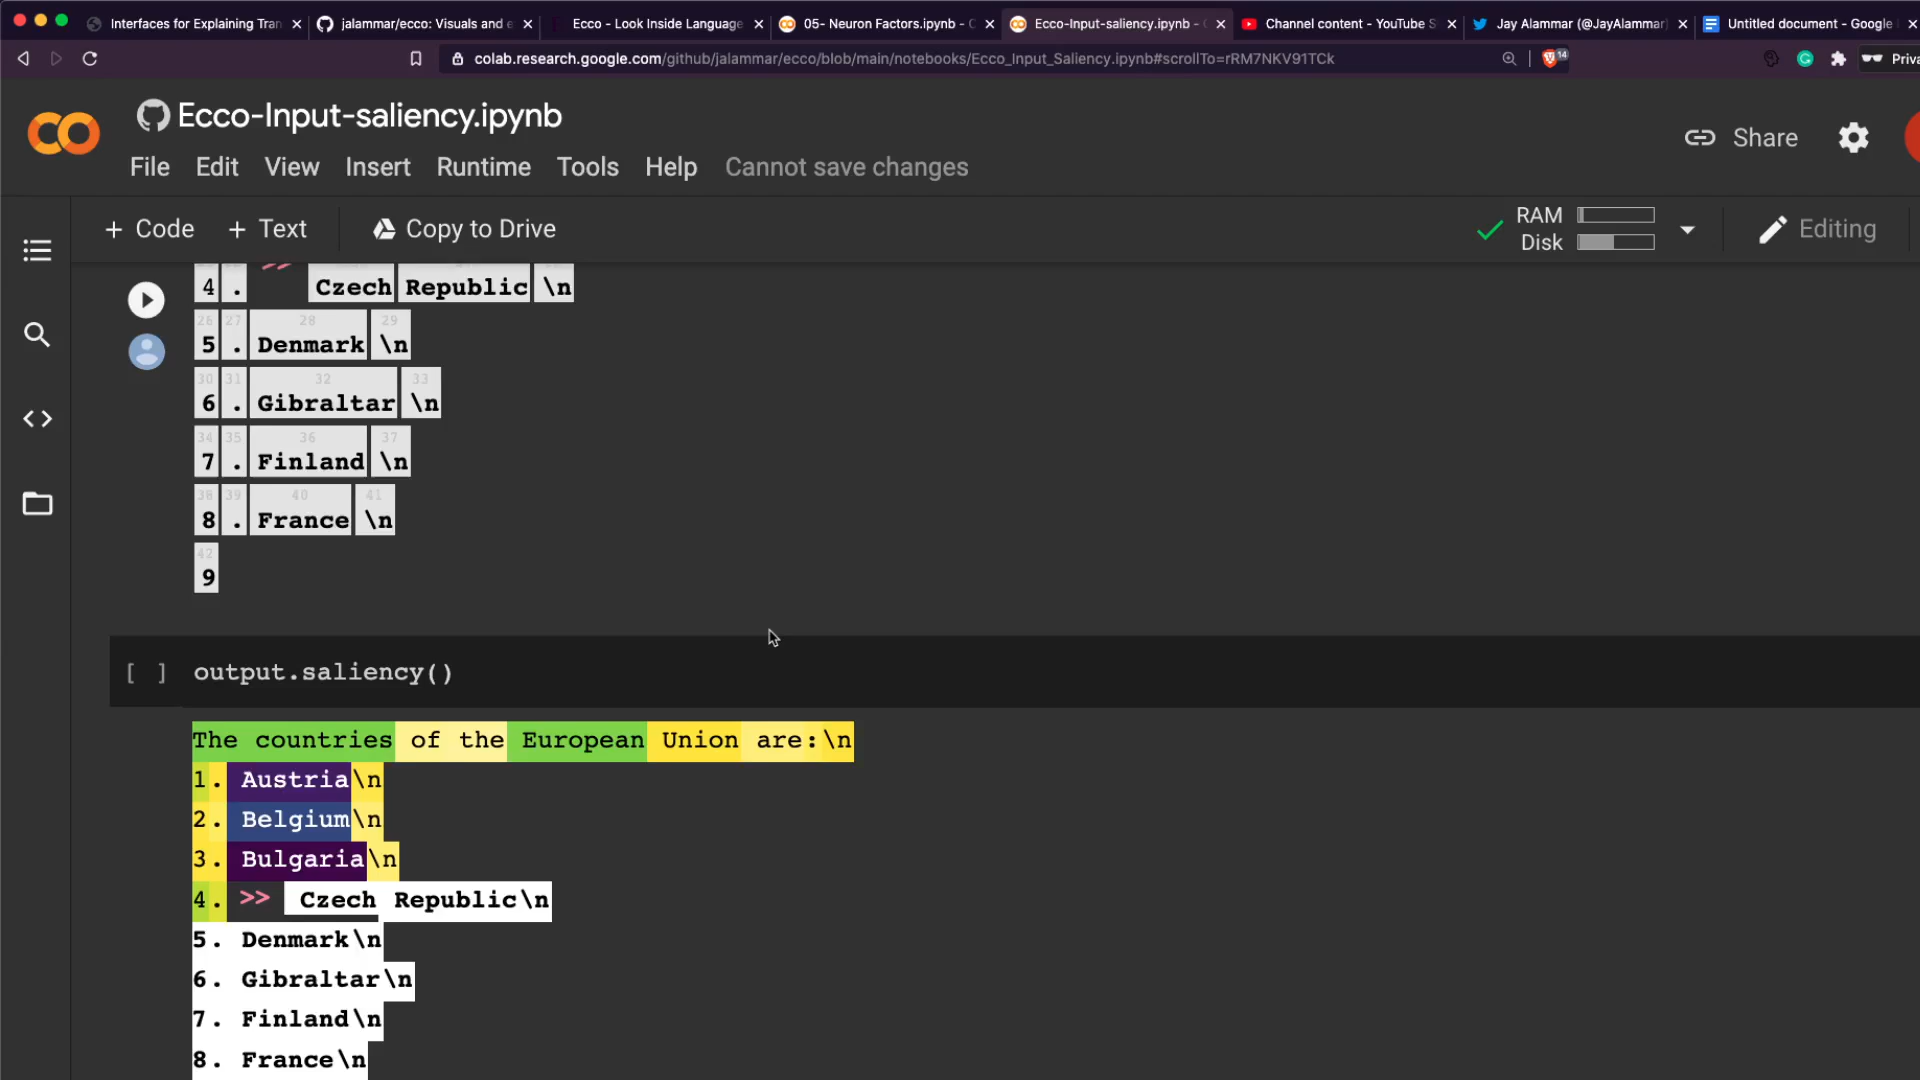 Interfaces for Explaining Tran × jalammar/ecco: Visuals and e × Ecco - Look Inside Language × 05- Neuron Factors.ipynb - C × Ecco-Input-saliency.ipynb - C × Channel content - YouTube S × Jay Alammar (@JayAlammar) × Untitled document - Google ×
colab.research.google.com/github/jalammar/ecco/blob/main/notebooks/Ecco_Input_Saliency.ipynb#scrollTo=rRM7NKV91TCk 14 Priva
CO Ecco-Input-saliency.ipynb
Share
File Edit View Insert Runtime Tools Help Cannot save changes
+ Code + Text Copy to Drive RAM Disk Editing
4 . >> Czech Republic \n
26 27 28 29
5 . Denmark \n
30 31 32 33
6 . Gibraltar \n
34 35 36 37
7 . Finland \n
38 39 40 41
8 . France \n
42
9
[ ] output.saliency()
The countries of the European Union are:\n
1. Austria\n
2. Belgium\n
3. Bulgaria\n
4. >> Czech Republic\n
5. Denmark\n
6. Gibraltar\n
7. Finland\n
8. France\n